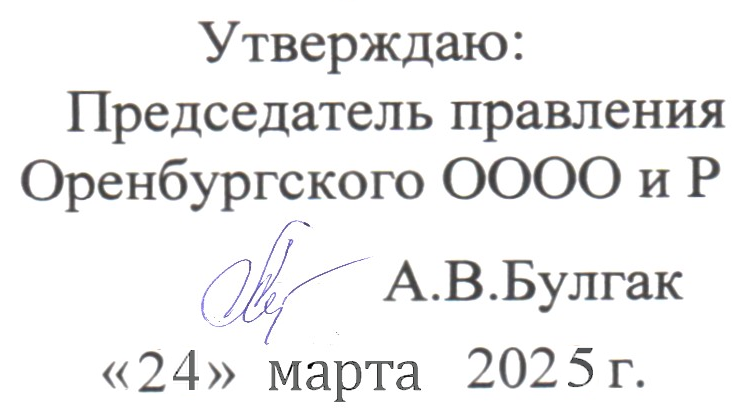 Утверждаю:
Председатель правления
Оренбургского ОООО и Р
А.В.Булгак
«24» марта 2025 г.